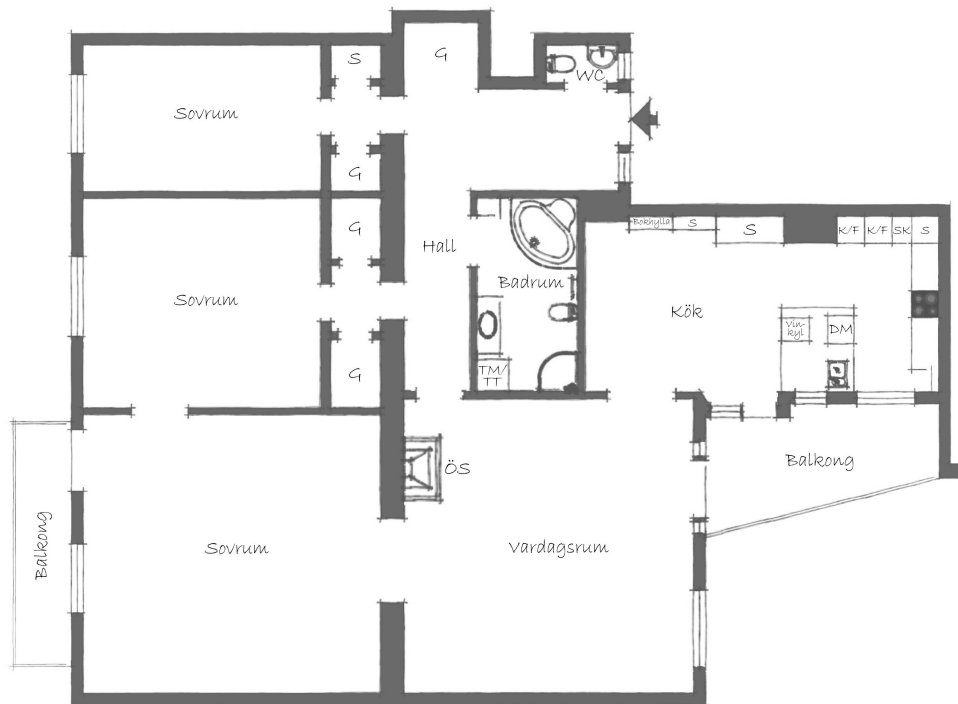 S
G
WC
Sovrum
G
Bokhylla
S
S
K/F
K/F
SK
S
G
Hall
Badrum
Sovrum
Kök
Vin-
kyl
DM
TM/
TT
G
ÖS
Balkong
Balkong
Sovrum
Vardagsrum